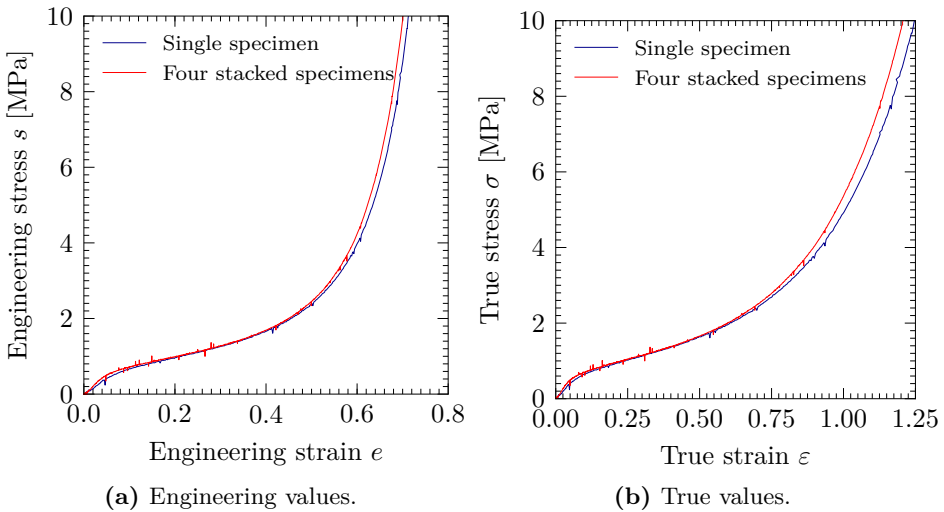 10
8
6
4
2
0
0.0 0.2 0.4 0.6 0.8
Engineering stress s [MPa]
Single specimen
Four stacked specimens
Engineering strain e
(a) Engineering values.
10
8
6
4
2
0
0.00 0.25 0.50 0.75 1.00 1.25
True stress σ [MPa]
Single specimen
Four stacked specimens
True strain ε
(b) True values.